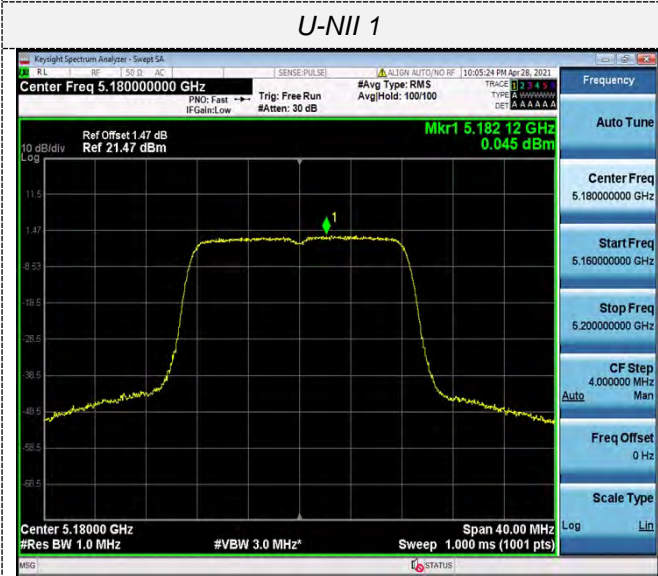 U-NII 1
Keysight Spectrum Analyzer - Swept SA
RL RF 50 Ω AC SENSE:PULSE ALIGN AUTO/NO RF 10:05:24 PM Apr 28, 2021
Center Freq 5.180000000 GHz
PNO: Fast
IFGain:Low
Trig: Free Run
#Atten: 30 dB
#Avg Type: RMS
Avg|Hold: 100/100
TRACE 1 2 3 4 5 6
TYPE A WWWWW
DET A A A A A A
Frequency
Auto Tune
Center Freq
5.180000000 GHz
Start Freq
5.160000000 GHz
Stop Freq
5.200000000 GHz
CF Step
4.000000 MHz
Auto Man
Freq Offset
0 Hz
Scale Type
Log Lin
Mkr1 5.182 12 GHz
0.045 dBm
Ref Offset 1.47 dB
10 dB/div Ref 21.47 dBm
Log
11.5
1.47
-8.53
-18.5
-28.5
-38.5
-48.5
-58.5
-68.5
1
Center 5.18000 GHz Span 40.00 MHz
#Res BW 1.0 MHz #VBW 3.0 MHz* Sweep 1.000 ms (1001 pts)
MSG STATUS